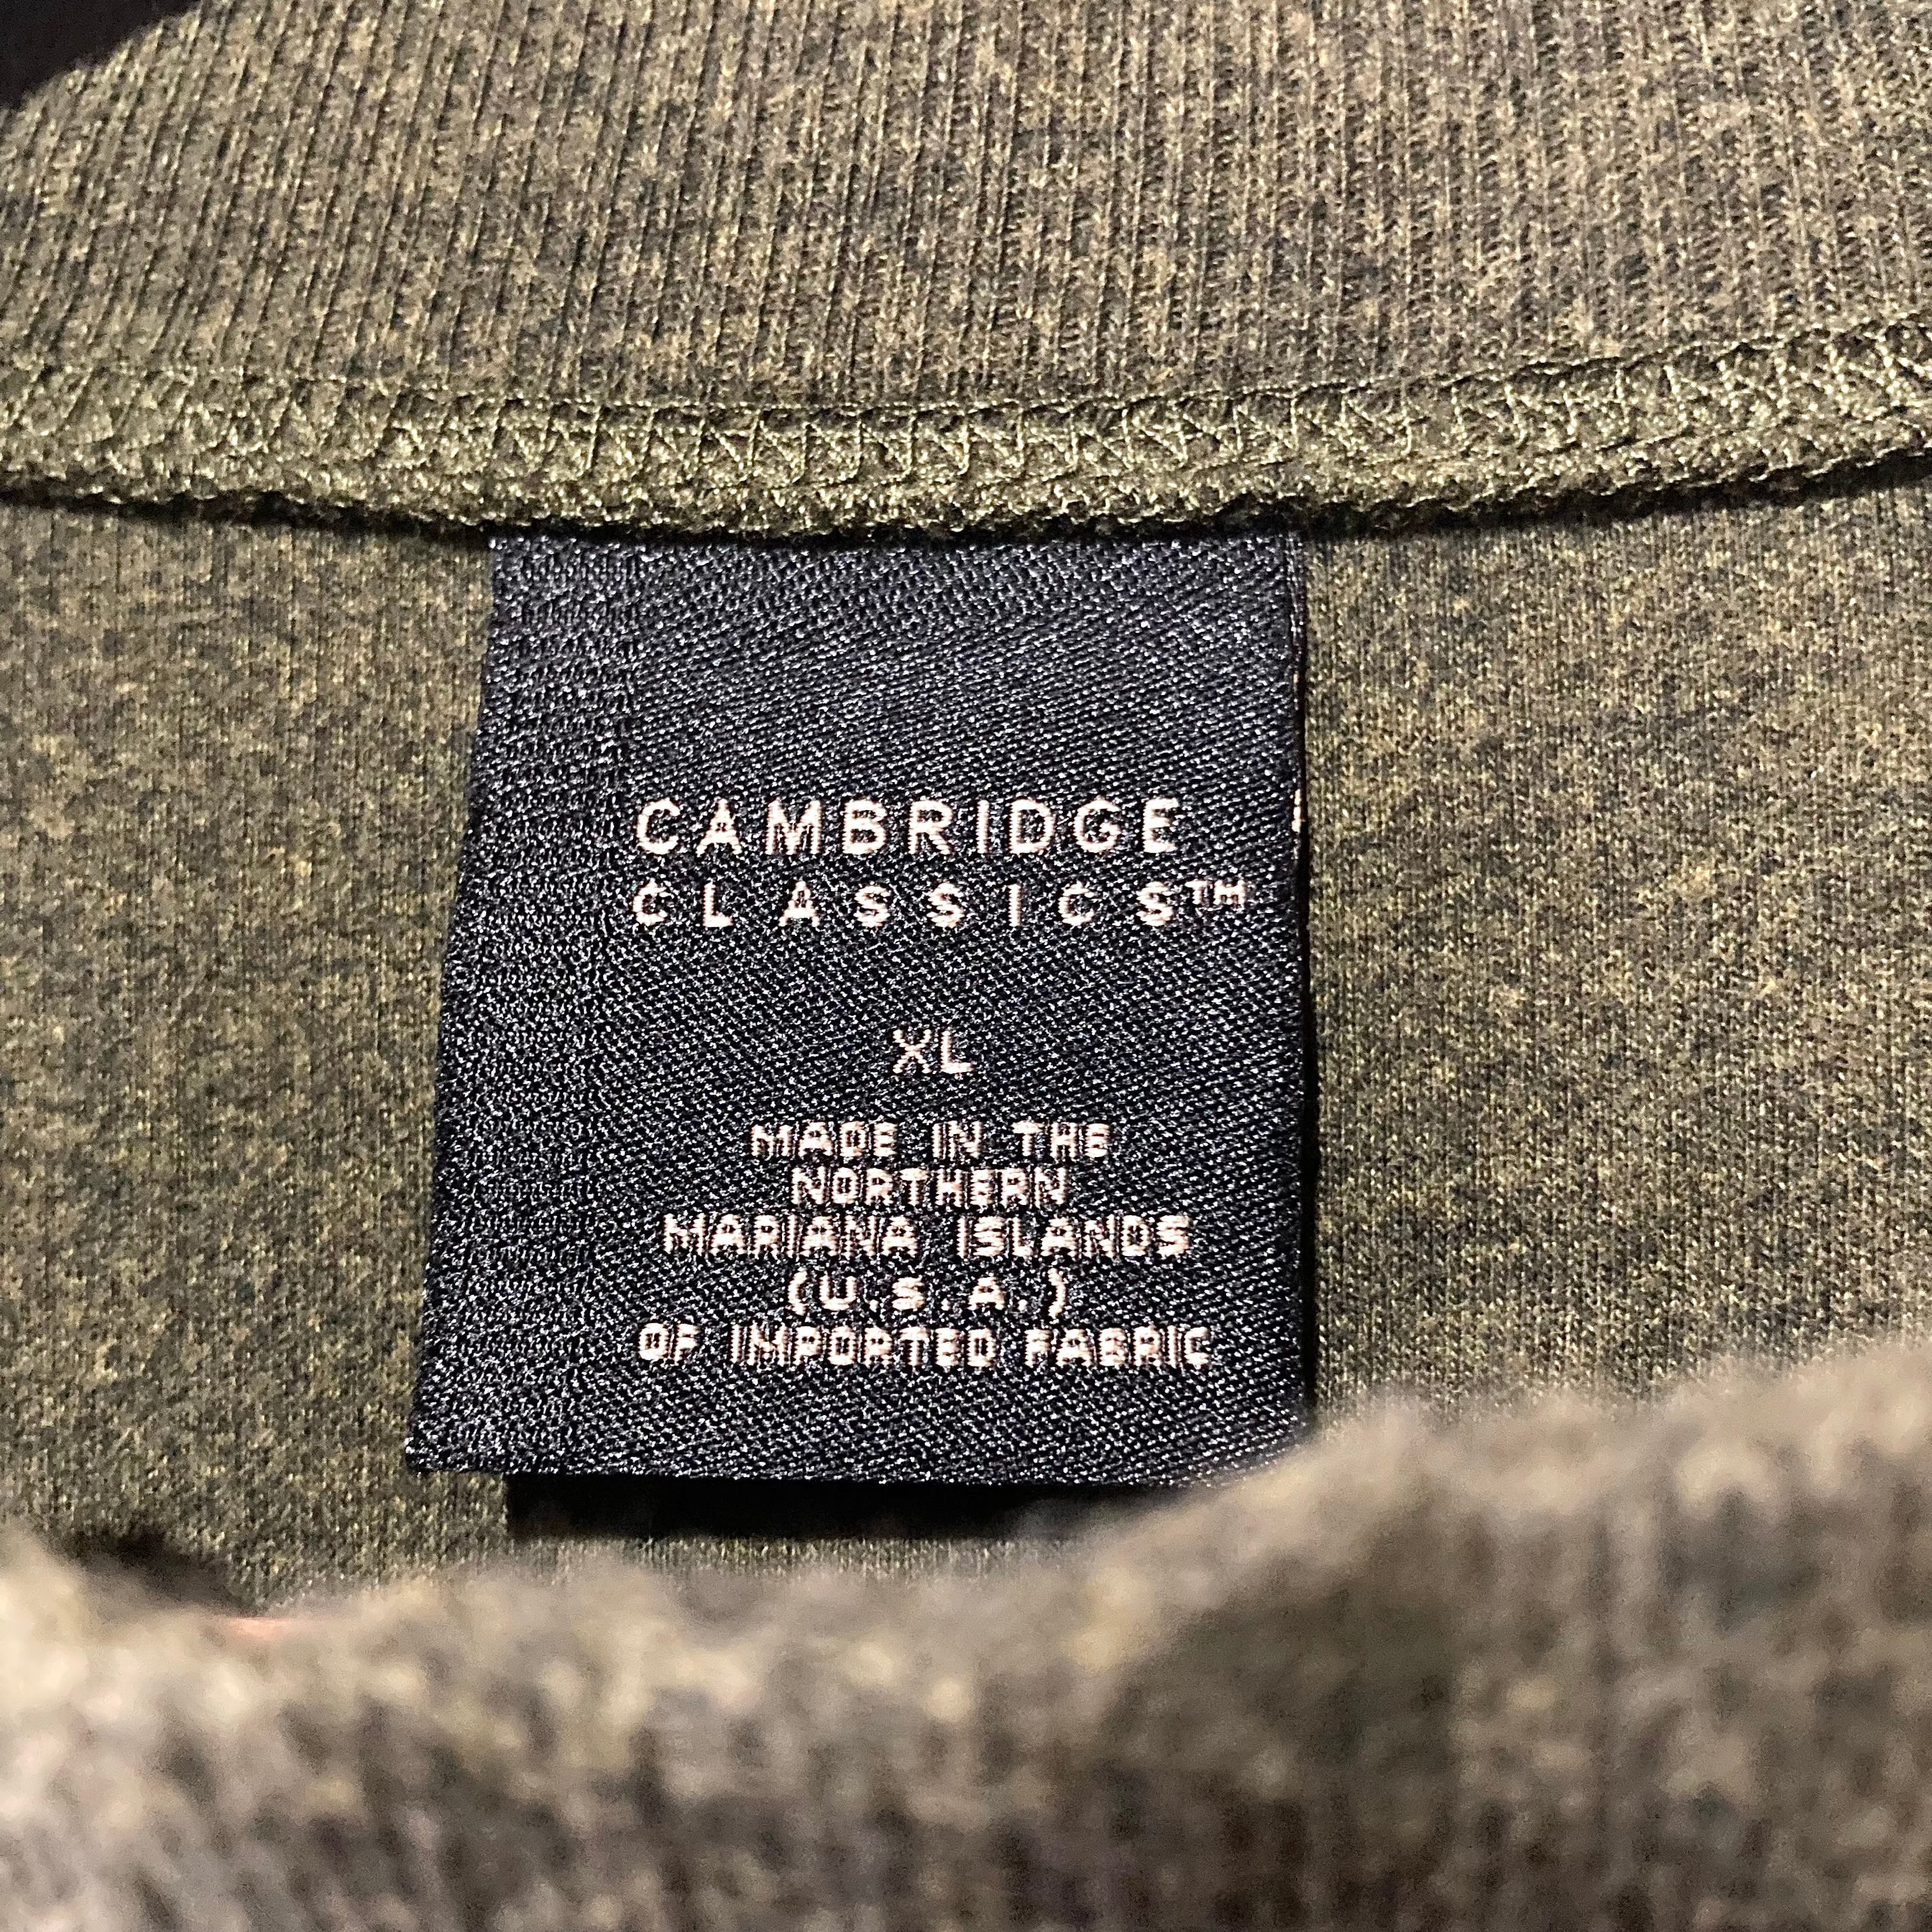 CAMBRIDGE
CLASSICS™
XL
MADE IN THE
NORTHERN
MARIANA ISLANDS
(U.S.A.)
OF IMPORTED FABRIC